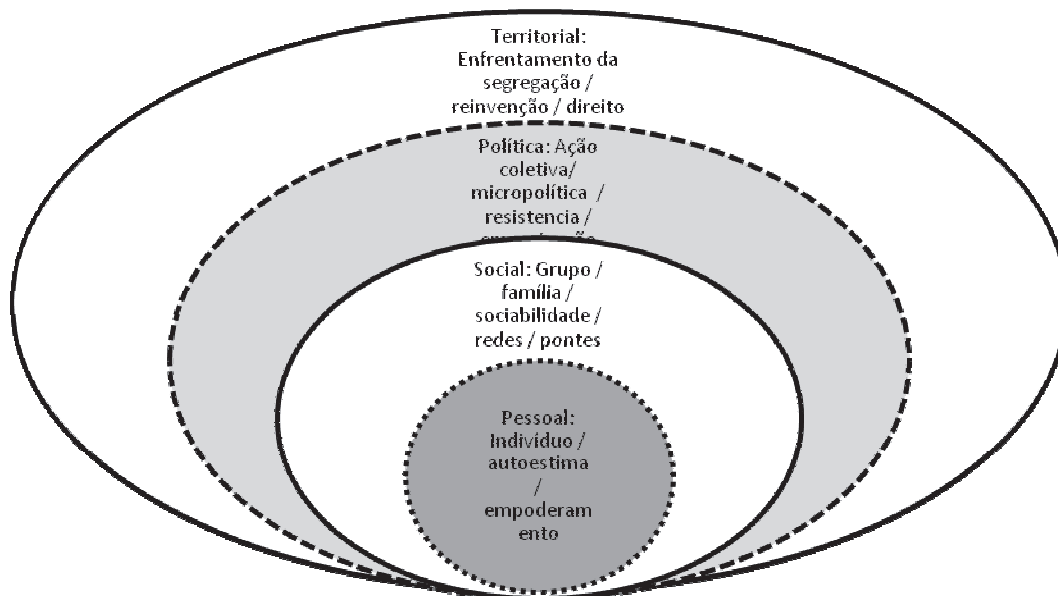 Territorial:
Enfrentamento da
segregação /
reinvenção / direito
Política: Ação
coletiva/
micropolítica /
resistencia /
Social: Grupo /
família /
sociabilidade /
redes / pontes
Pessoal:
Indivíduo /
autoestima
/
empoderam
ento